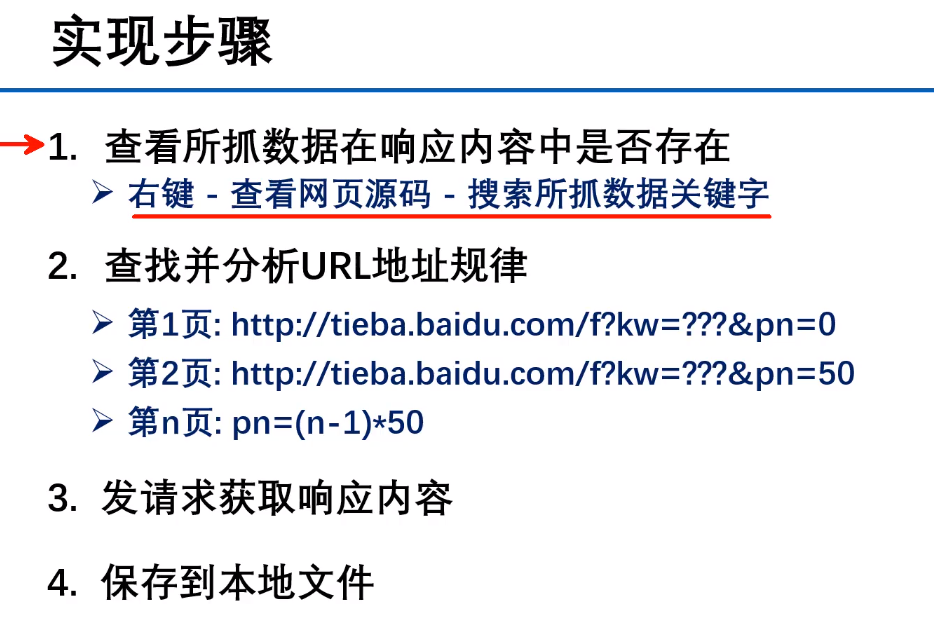 实现步骤
1. 查看所抓数据在响应内容中是否存在
右键 - 查看网页源码 - 搜索所抓数据关键字
2. 查找并分析URL地址规律
第1页: http://tieba.baidu.com/f?kw=???&pn=0
第2页: http://tieba.baidu.com/f?kw=???&pn=50
第n页: pn=(n-1)*50
3. 发请求获取响应内容
4. 保存到本地文件